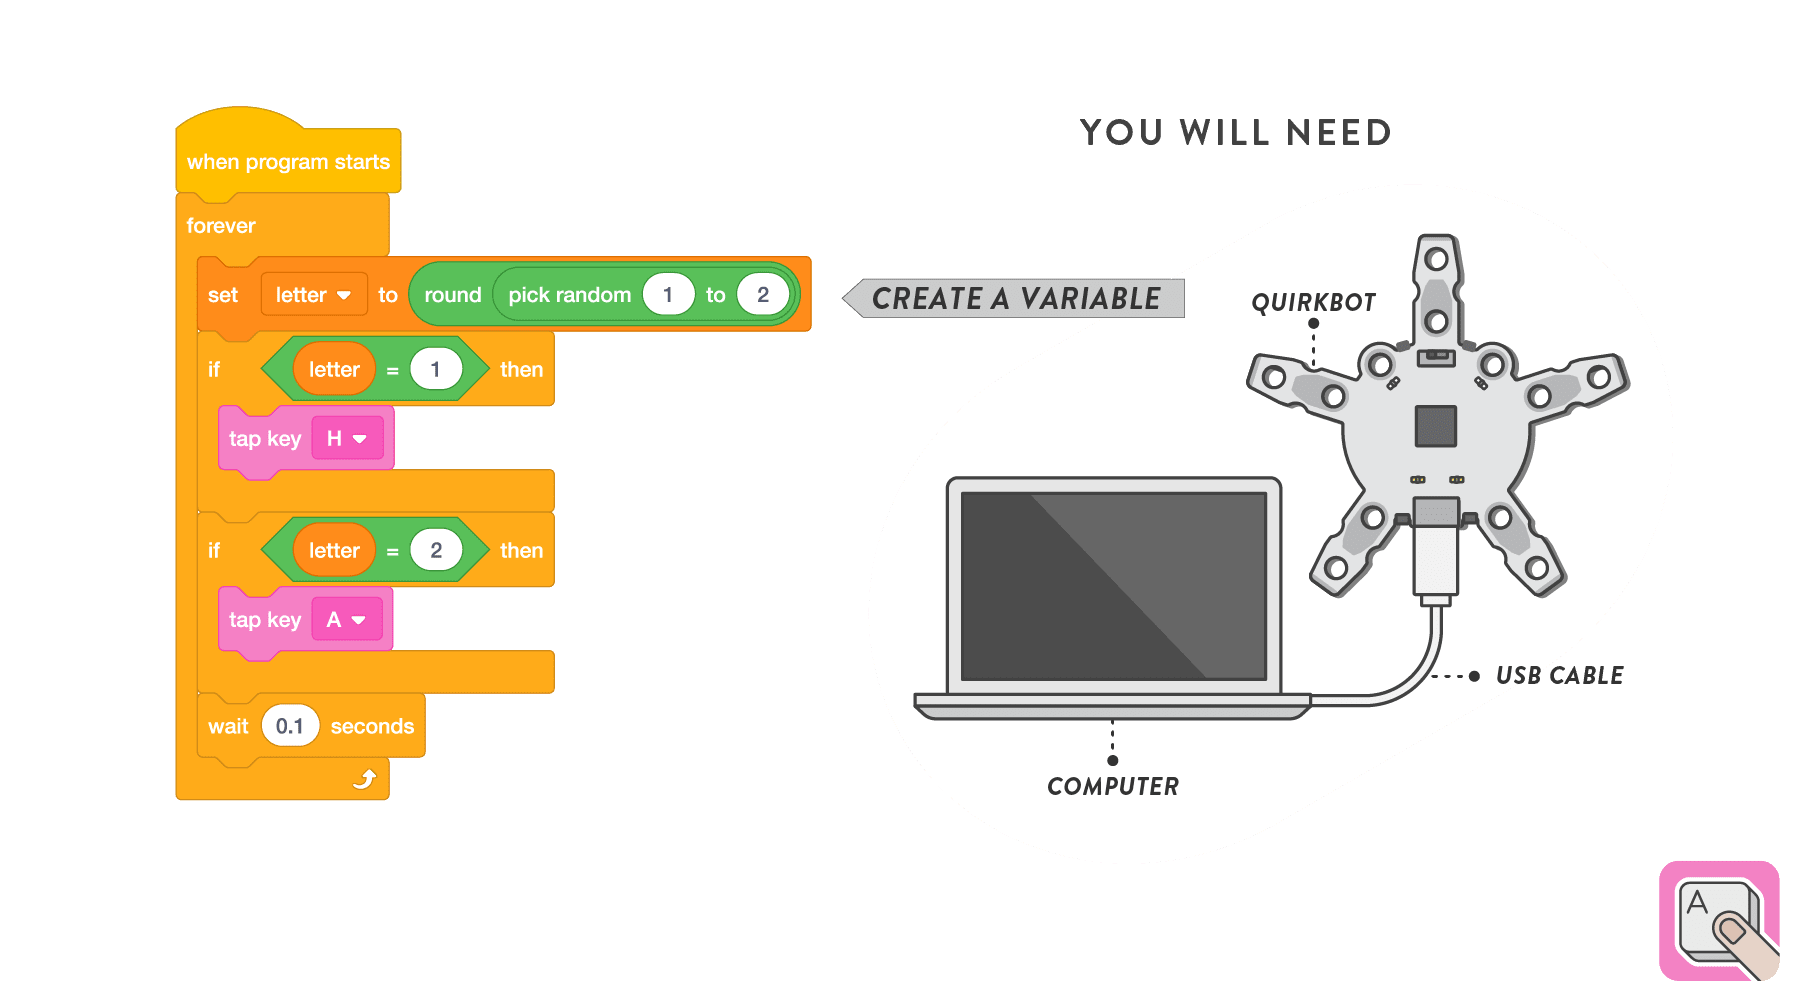 when program starts
forever
set letter to round pick random 1 to 2
if letter = 1 then
tap key H
if letter = 2 then
tap key A
wait 0.1 seconds
CREATE A VARIABLE
YOU WILL NEED
QUIRKBOT
USB CABLE
COMPUTER
A